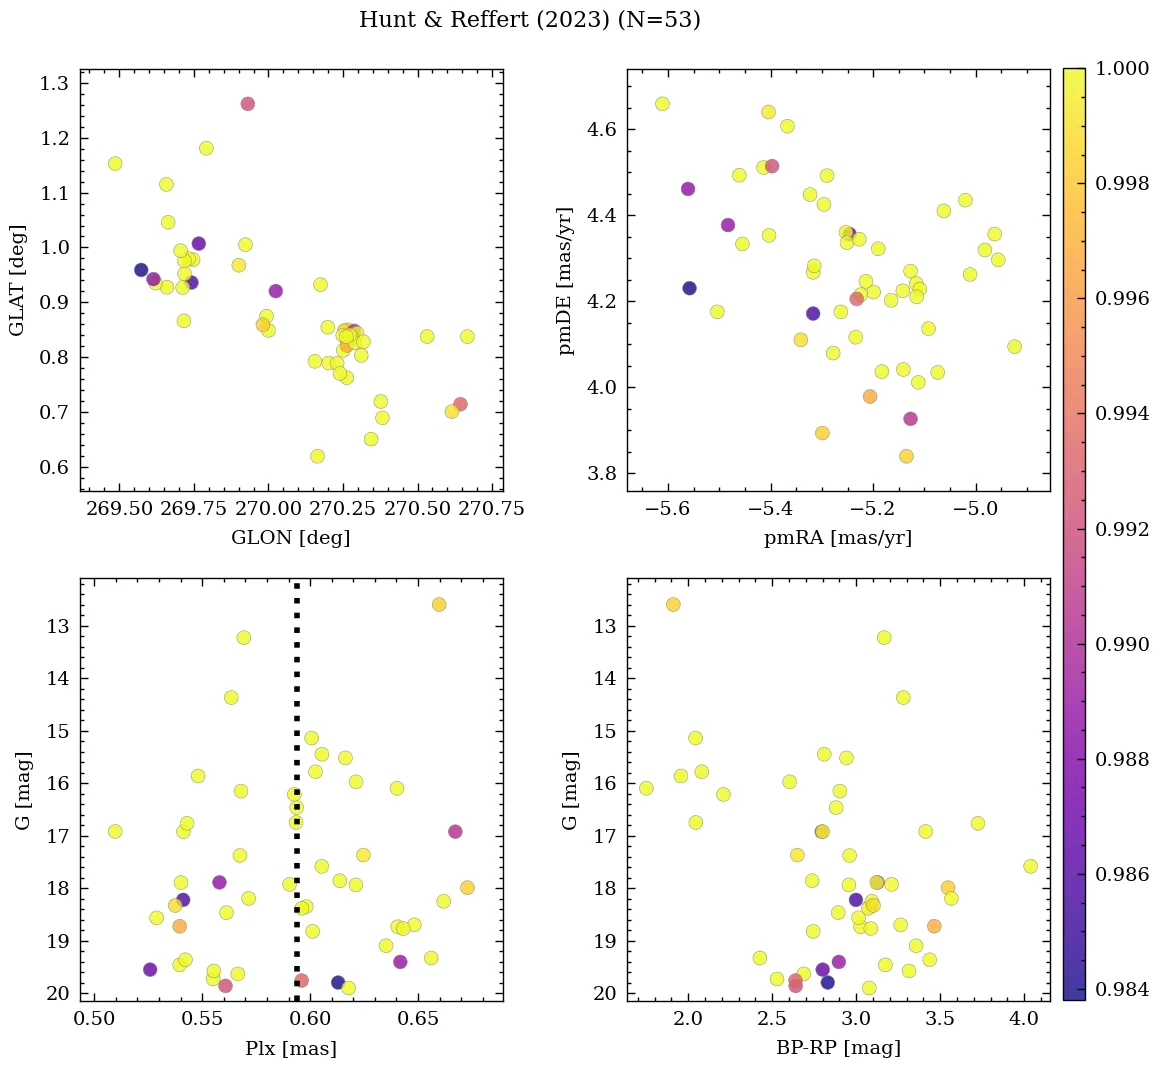 Hunt & Reffert (2023) (N=53)
1.3
1.2
1.1
1.0
0.9
0.8
0.7
0.6
GLAT [deg]
269.50 269.75 270.00 270.25 270.50 270.75
GLON [deg]
4.6
4.4
4.2
4.0
3.8
pmDE [mas/yr]
−5.6 −5.4 −5.2 −5.0
pmRA [mas/yr]
13
14
15
16
17
18
19
20
G [mag]
0.50 0.55 0.60 0.65
Plx [mas]
13
14
15
16
17
18
19
20
G [mag]
2.0 2.5 3.0 3.5 4.0
BP-RP [mag]
1.000
0.998
0.996
0.994
0.992
0.990
0.988
0.986
0.984